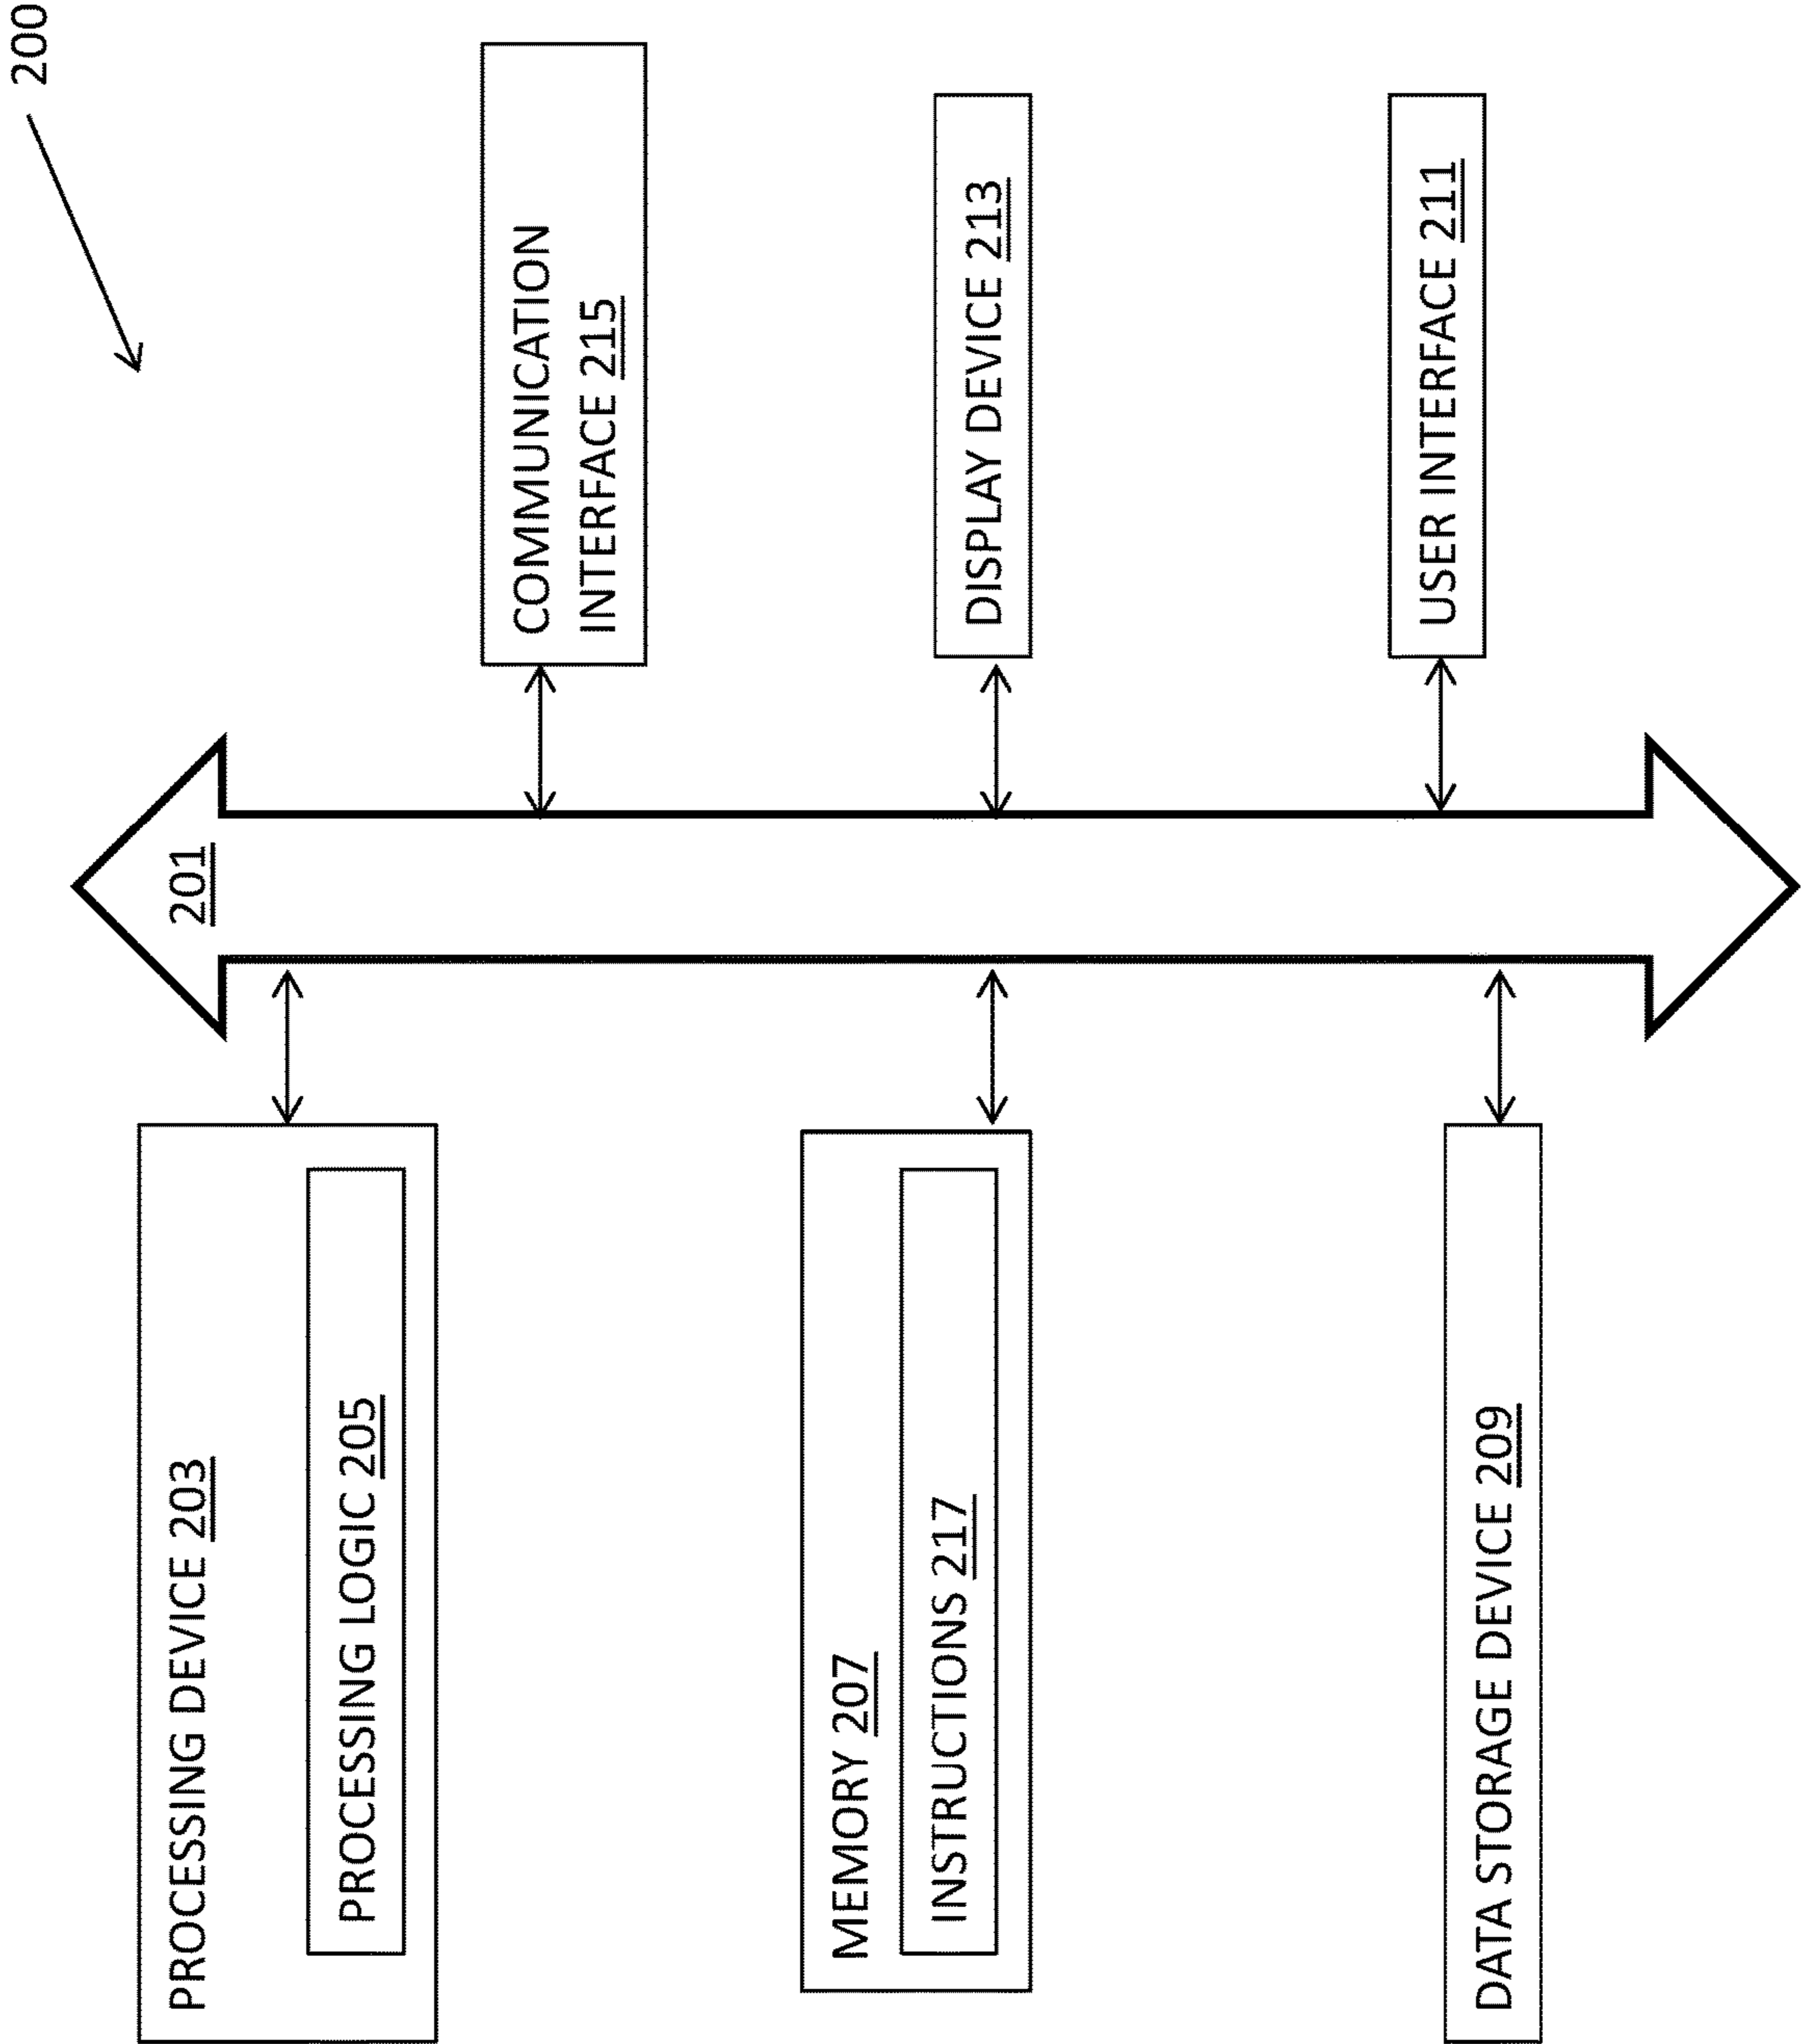 200
PROCESSING DEVICE 203
PROCESSING LOGIC 205
201
COMMUNICATION
INTERFACE 215
MEMORY 207
INSTRUCTIONS 217
DISPLAY DEVICE 213
DATA STORAGE DEVICE 209
USER INTERFACE 211